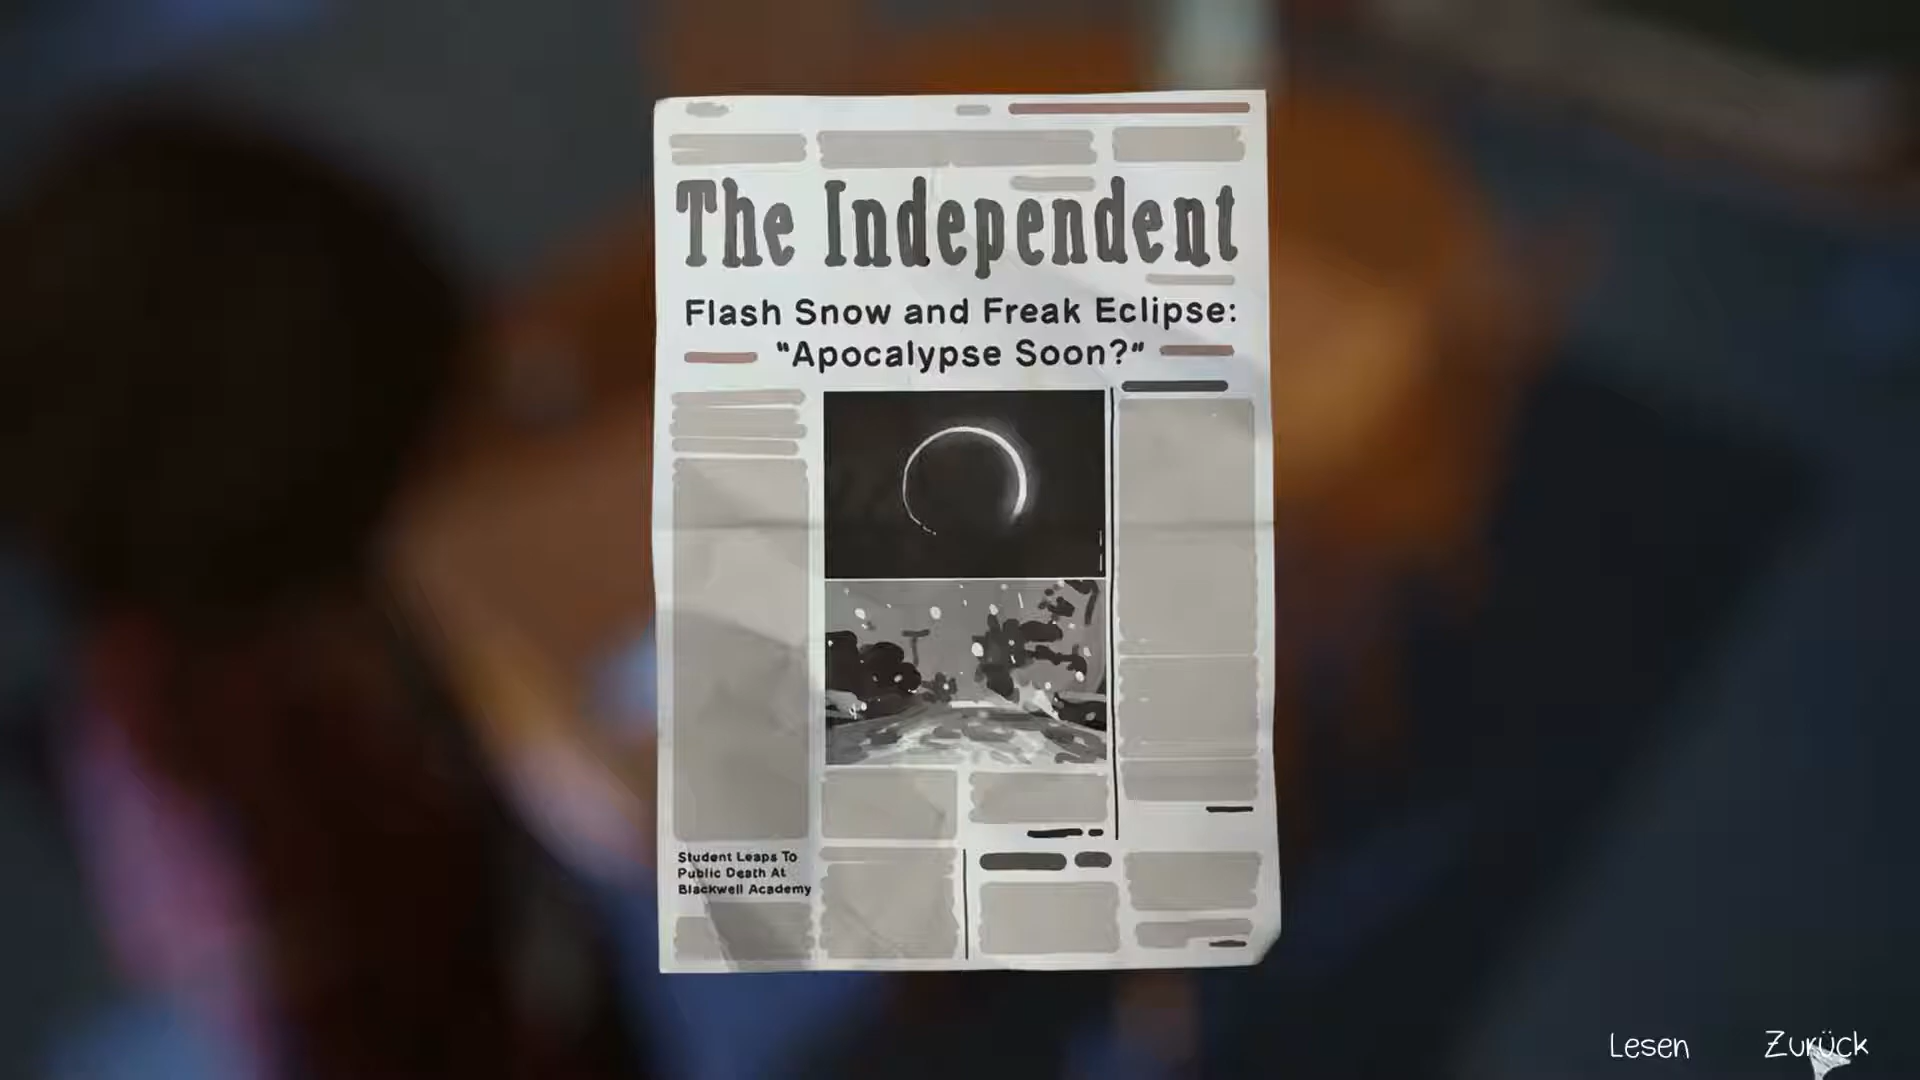 The Independent
Flash Snow and Freak Eclipse:
"Apocalypse Soon?"
Student Leaps To
Public Death At
Blackwell Academy
Lesen Zurück